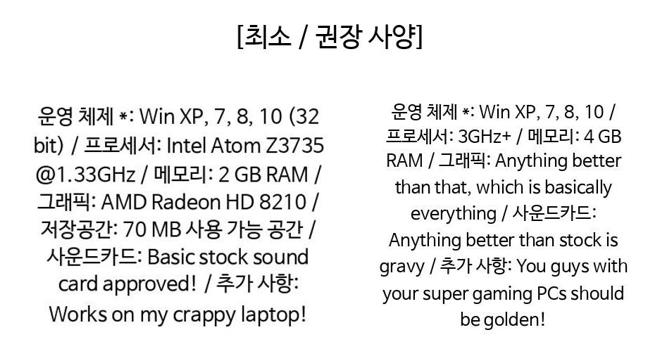 [최소 / 권장 사양]
운영 체제 *: Win XP, 7, 8, 10 (32
bit) / 프로세서: Intel Atom Z3735
@1.33GHz / 메모리: 2 GB RAM /
그래픽: AMD Radeon HD 8210 /
저장공간: 70 MB 사용 가능 공간 /
사운드카드: Basic stock sound
card approved! / 추가 사항:
Works on my crappy laptop!
운영 체제 *: Win XP, 7, 8, 10 /
프로세서: 3GHz+ / 메모리: 4 GB
RAM / 그래픽: Anything better
than that, which is basically
everything / 사운드카드:
Anything better than stock is
gravy / 추가 사항: You guys with
your super gaming PCs should
be golden!